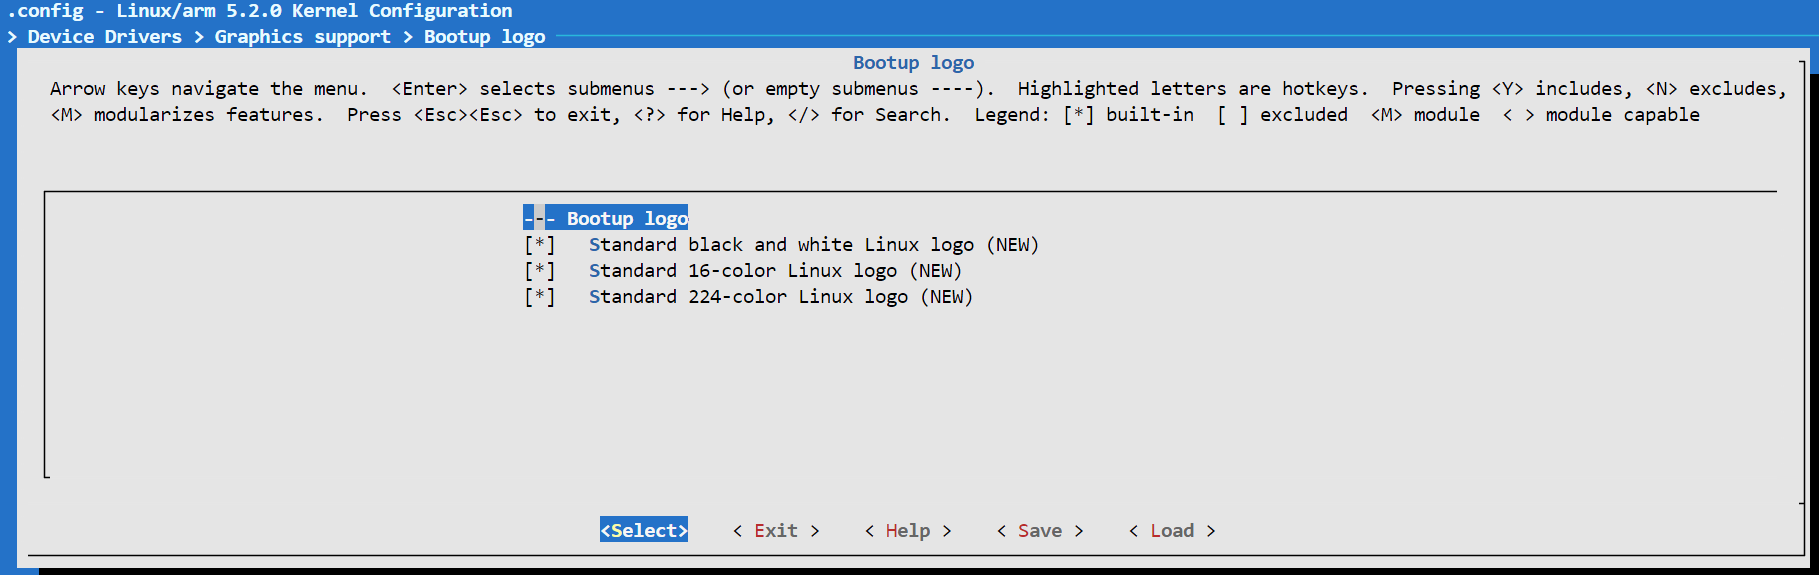 .config - Linux/arm 5.2.0 Kernel Configuration
> Device Drivers > Graphics support > Bootup logo
Bootup logo
Arrow keys navigate the menu.  <Enter> selects submenus ---> (or empty submenus ----).  Highlighted letters are hotkeys.  Pressing <Y> includes, <N> excludes,
<M> modularizes features.  Press <Esc><Esc> to exit, <?> for Help, </> for Search.  Legend: [*] built-in  [ ] excluded  <M> module  < > module capable
--- Bootup logo
[*]   Standard black and white Linux logo (NEW)
[*]   Standard 16-color Linux logo (NEW)
[*]   Standard 224-color Linux logo (NEW)
<Select>    < Exit >    < Help >    < Save >    < Load >